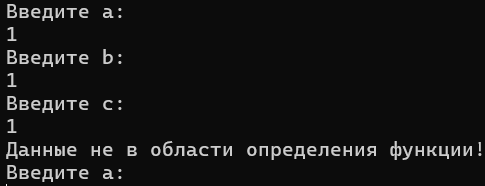 Введите a:
1
Введите b:
1
Введите c:
1
Данные не в области определения функции!
Введите a: